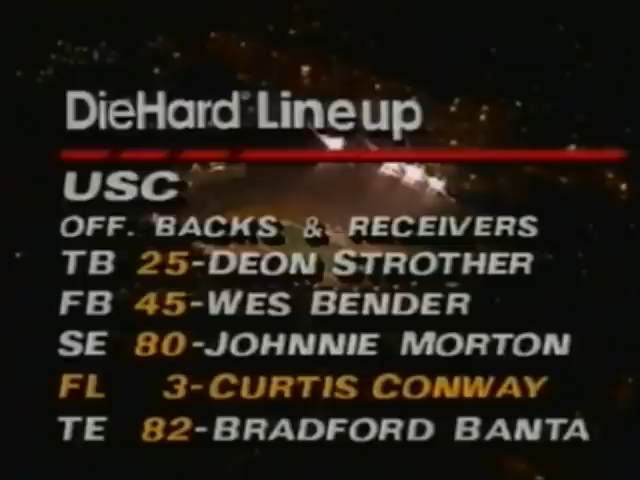 DieHard® Lineup
USC
OFF. BACKS & RECEIVERS
TB 25-DEON STROTHER
FB 45-WES BENDER
SE 80-JOHNNIE MORTON
FL 3-CURTIS CONWAY
TE 82-BRADFORD BANTA